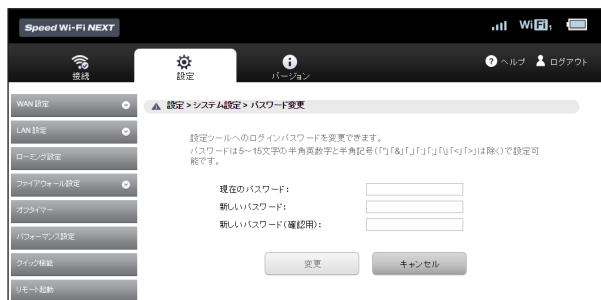 Speed Wi-Fi NEXT
WiFi 1
接続
設定
バージョン
ヘルプ
ログアウト
WAN 設定
設定 > システム設定 > パスワード変更
LAN 設定
設定ツールへのログインパスワードを変更できます。
ローミング設定
パスワードは5~15文字の半角英数字と半角記号(「"」「&」「,」「:」「;」「\」「<」「>」は除く)で設定可
能です。
ファイアウォール設定
現在のパスワード:
オフタイマー
新しいパスワード:
パフォーマンス設定
新しいパスワード(確認用):
クイック機能
変更
キャンセル
リモート起動